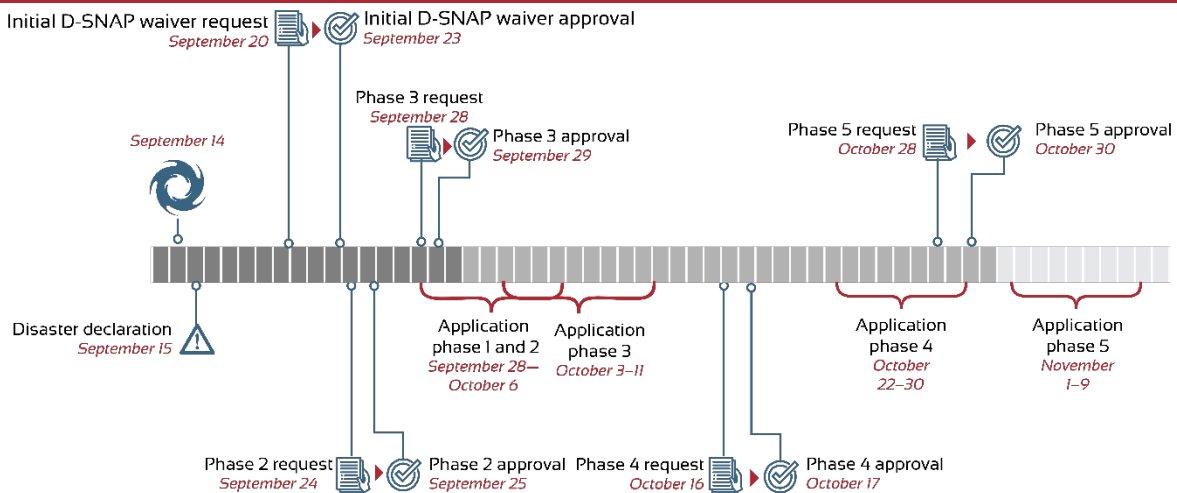 Initial D-SNAP waiver request
September 20
Initial D-SNAP waiver approval
September 23
Phase 3 request
September 28
Phase 3 approval
September 29
Phase 5 request
October 28
Phase 5 approval
October 30
September 14
Disaster declaration
September 15
Application
phase 1 and 2
September 28—
October 6
Application
phase 3
October 3–11
Application
phase 4
October
22–30
Application
phase 5
November
1–9
Phase 2 request
September 24
Phase 2 approval
September 25
Phase 4 request
October 16
Phase 4 approval
October 17